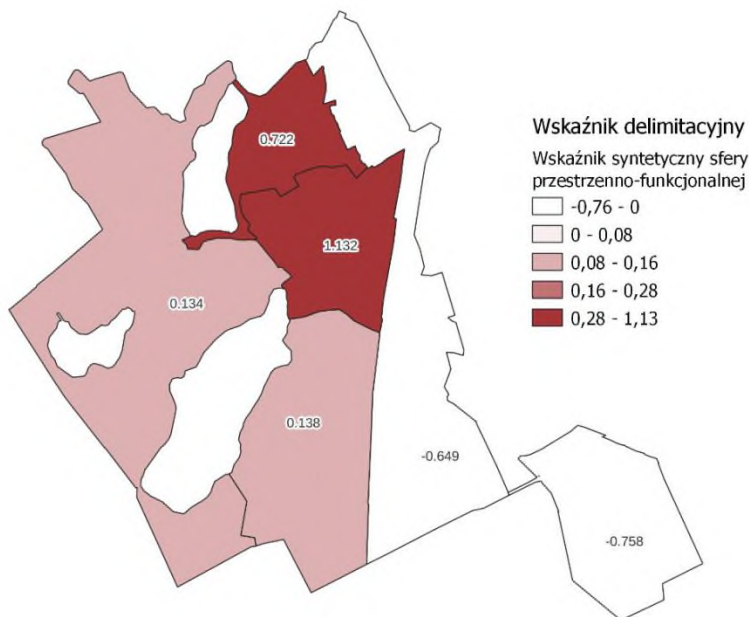 Wskaźnik delimitacyjny
Wskaźnik syntetyczny sfery
przestrzenno-funkcjonalnej
-0,76 - 0
0 - 0,08
0,08 - 0,16
0,16 - 0,28
0,28 - 1,13
0.722
1.132
0.134
0.138
-0.649
-0.758